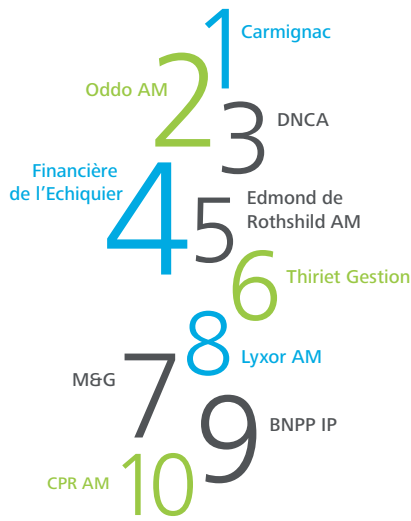 1 Carmignac
2 Oddo AM
3 DNCA
4 Financière
de l'Echiquier
5 Edmond de
Rothshild AM
6 Thiriet Gestion
7 M&G
8 Lyxor AM
9 BNPP IP
10 CPR AM